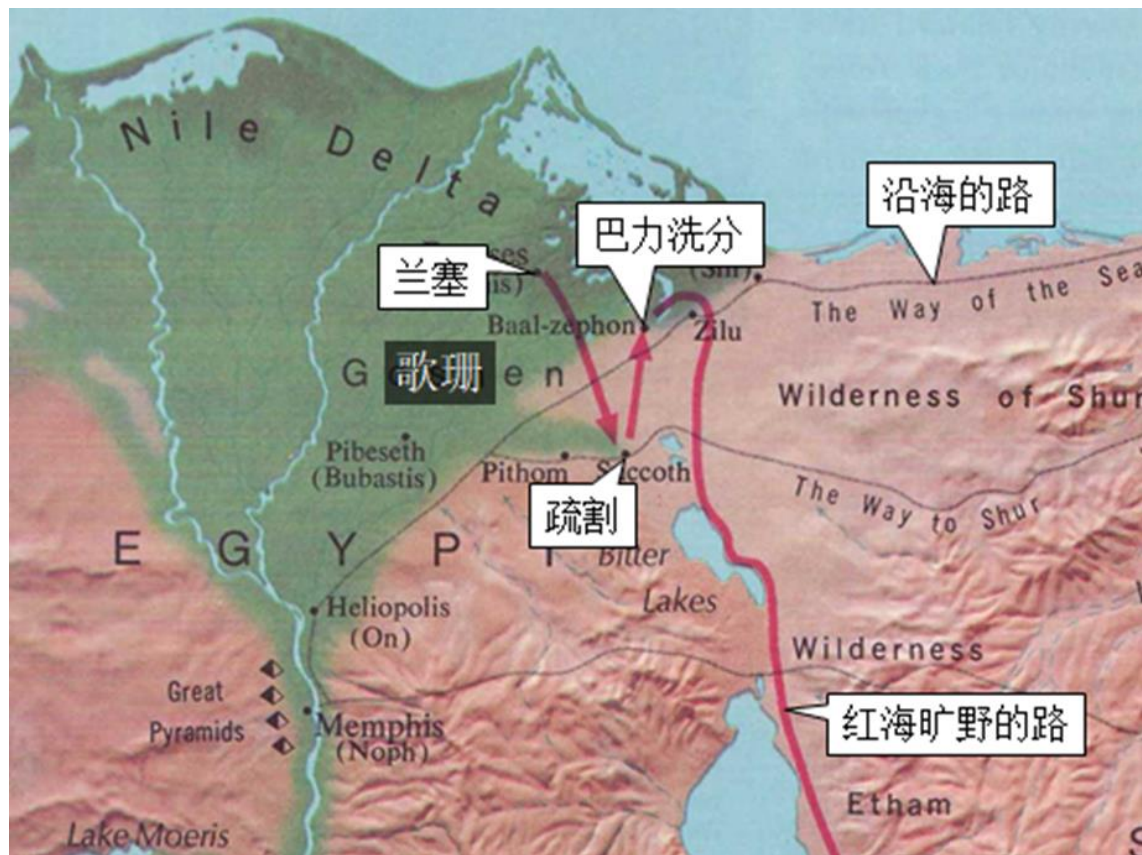 Nile Delta
沿海的路
巴力洗分
兰塞
The Way of the Sea
Baal-zephon
Zilu
歌珊
Wilderness of Shur
Pibeseth
(Bubastis)
Pithom
Succoth
The Way to Shur
疏割
EGYPT
Bitter
Lakes
Heliopolis
(On)
Wilderness
Great
Pyramids
Memphis
(Noph)
红海旷野的路
Etham
Lake Moeris